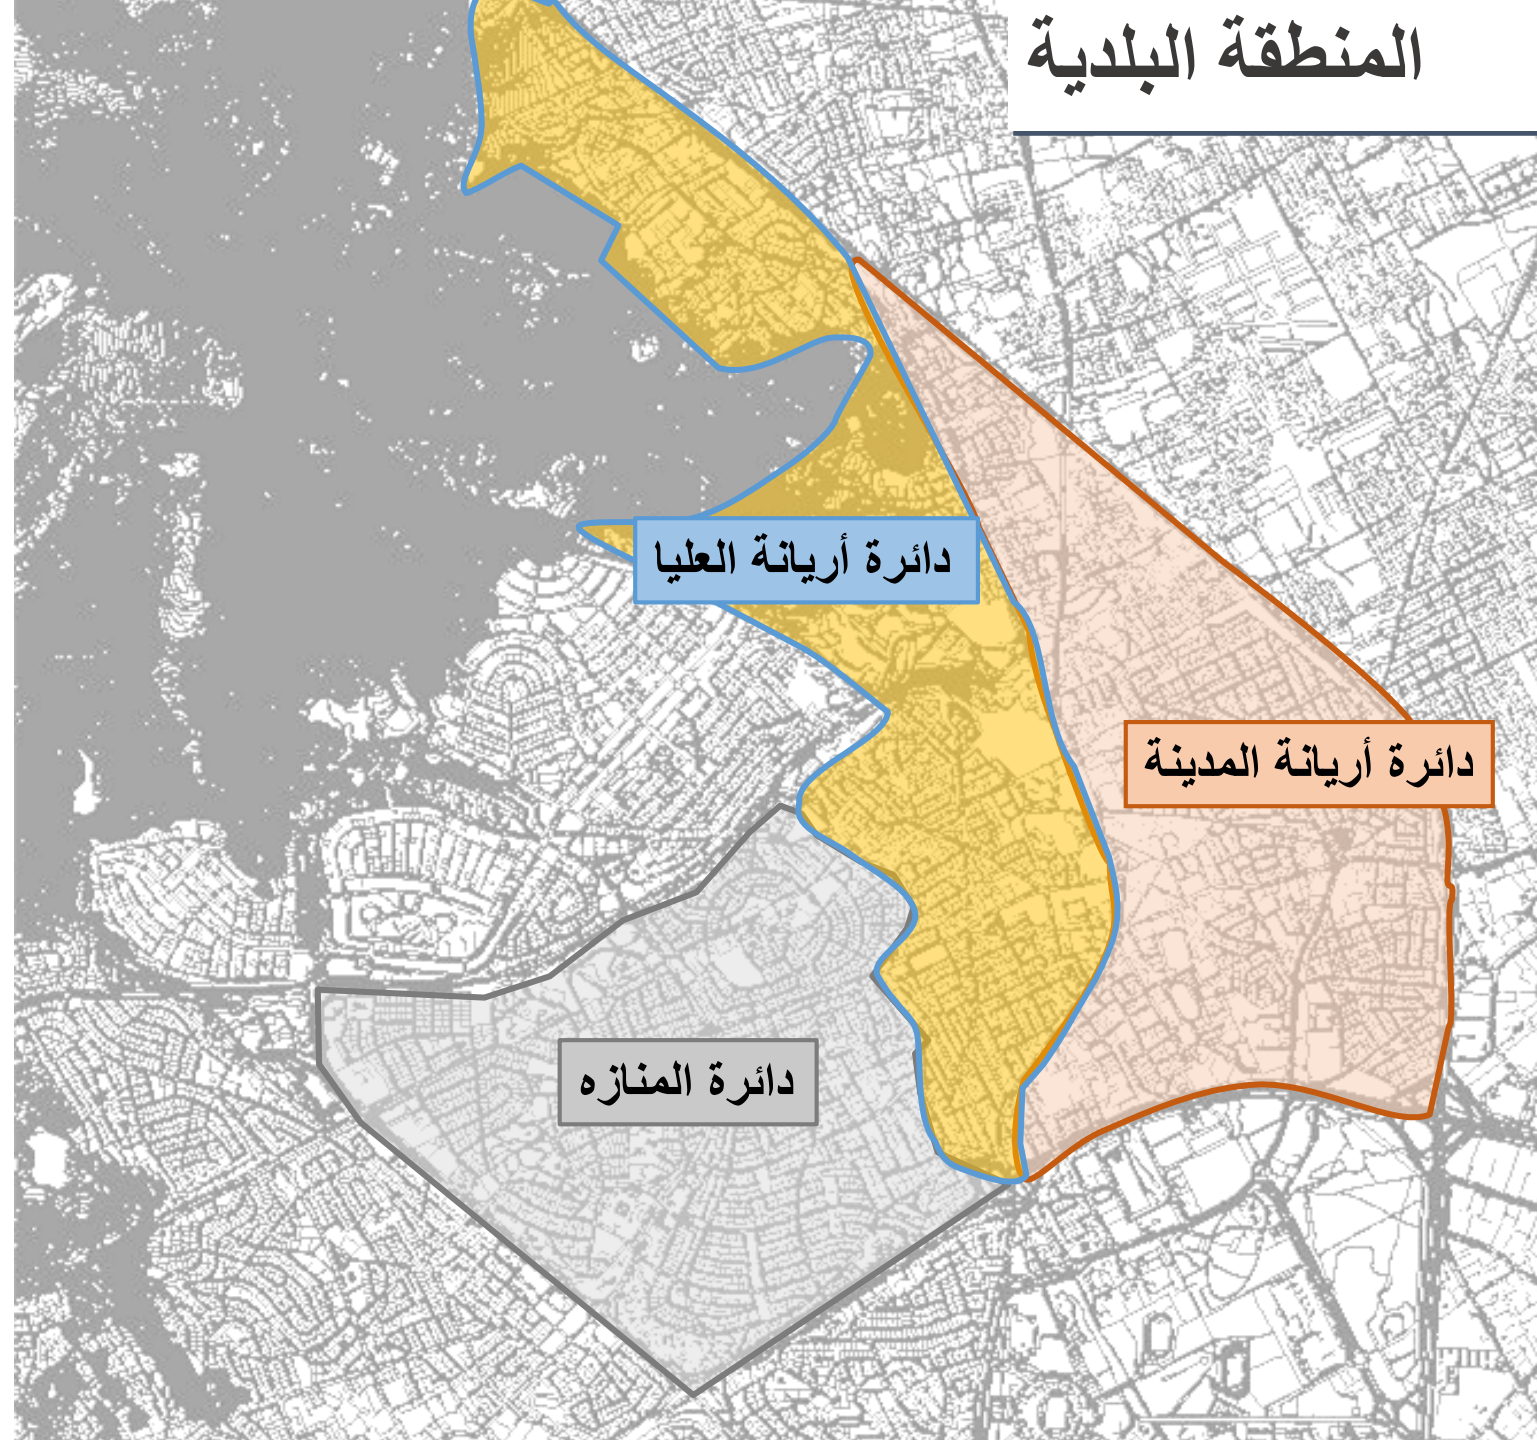 المنطقة البلدية
دائرة أريانة العليا
دائرة أريانة المدينة
دائرة المنازه